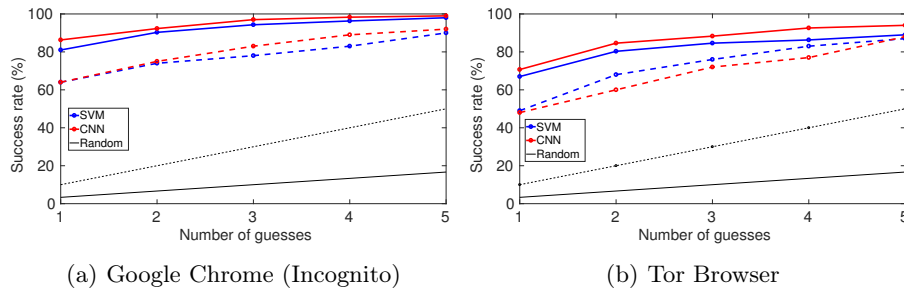 100
80
60
40
20
0
Success rate (%)
SVM
CNN
Random
1 2 3 4 5
Number of guesses
(a) Google Chrome (Incognito)
100
80
60
40
20
0
Success rate (%)
SVM
CNN
Random
1 2 3 4 5
Number of guesses
(b) Tor Browser